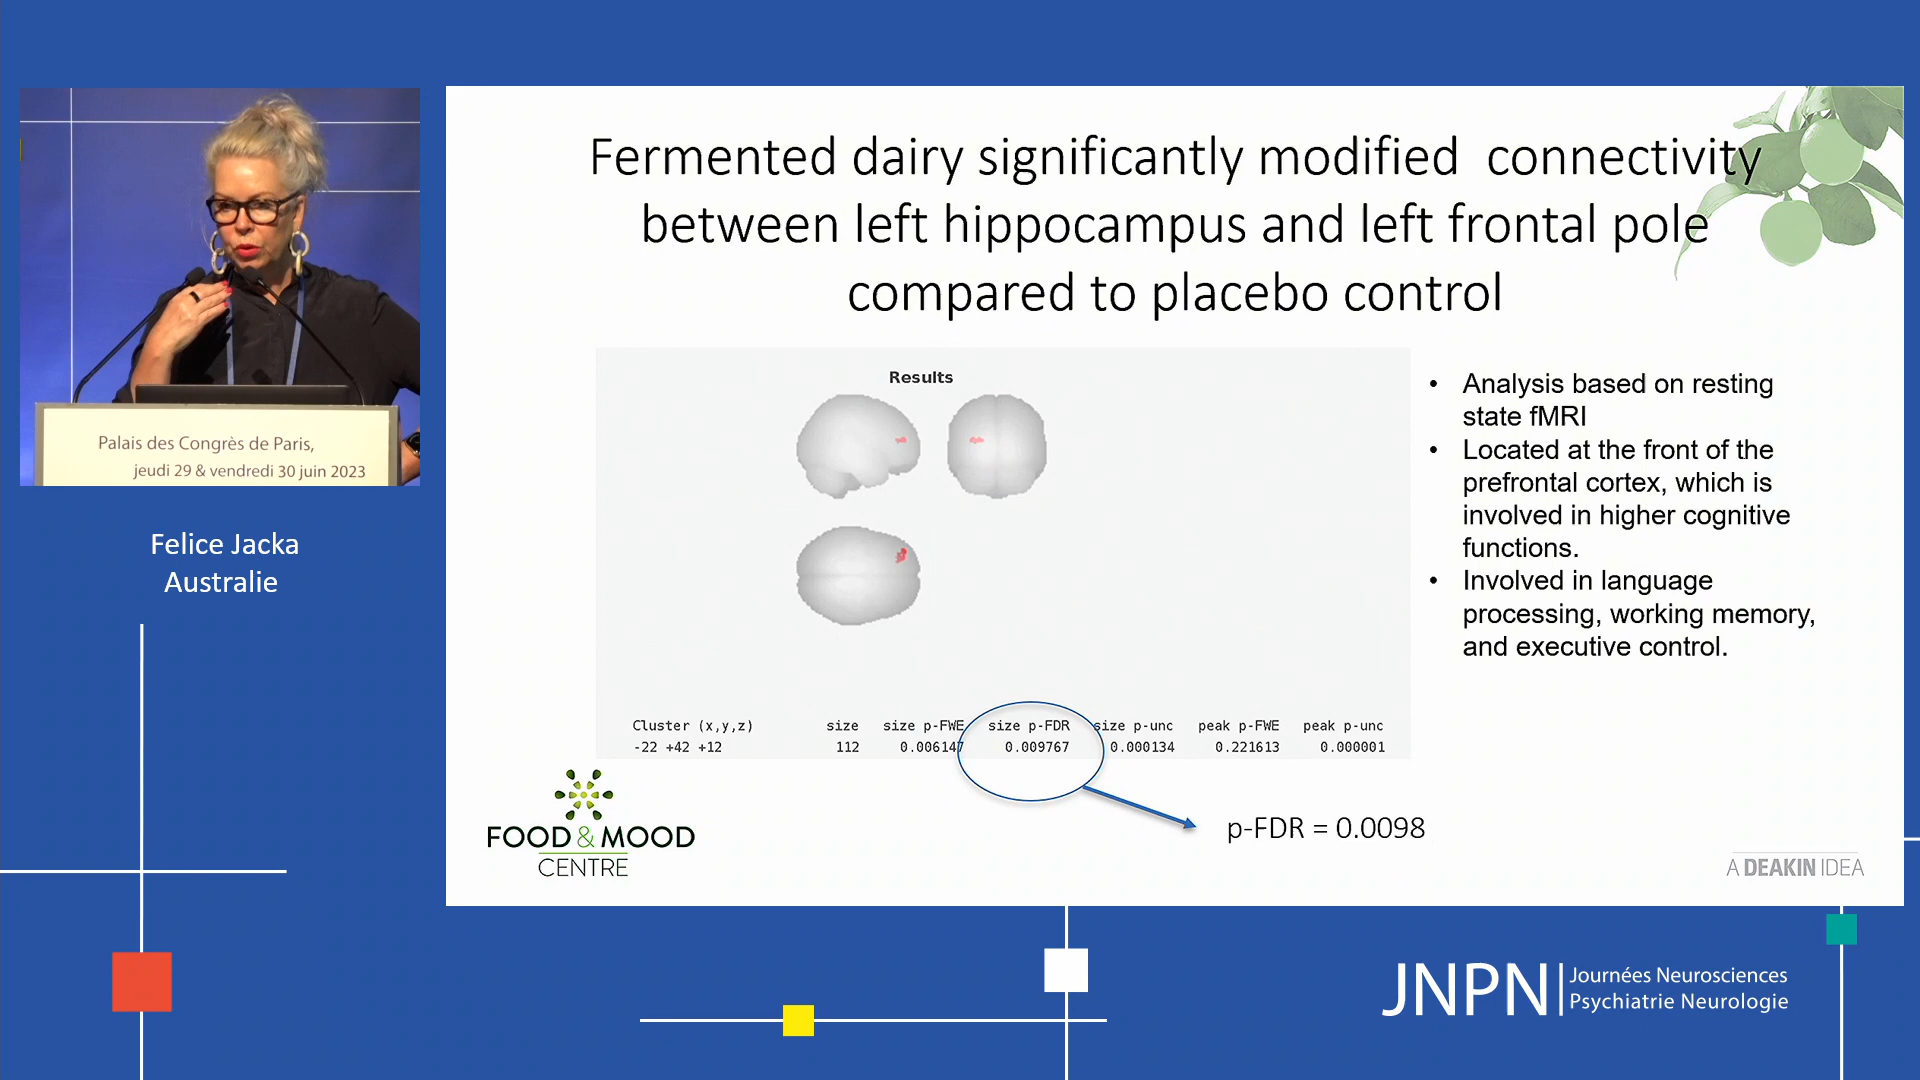 Fermented dairy significantly modified connectivity
between left hippocampus and left frontal pole
compared to placebo control
Results
• Analysis based on resting
state fMRI
• Located at the front of the
prefrontal cortex, which is
involved in higher cognitive
functions.
• Involved in language
processing, working memory,
and executive control.
Cluster (x,y,z) size size p-FWE size p-FDR size p-unc peak p-FWE peak p-unc
-22 +42 +12 112 0.006147 0.009767 0.000134 0.221613 0.000001
p-FDR = 0.0098
FOOD & MOOD
CENTRE
A DEAKIN IDEA
Palais des Congrès de Paris,
jeudi 29 & vendredi 30 juin 2023
Felice Jacka
Australie
JNPN
Journées Neurosciences
Psychiatrie Neurologie